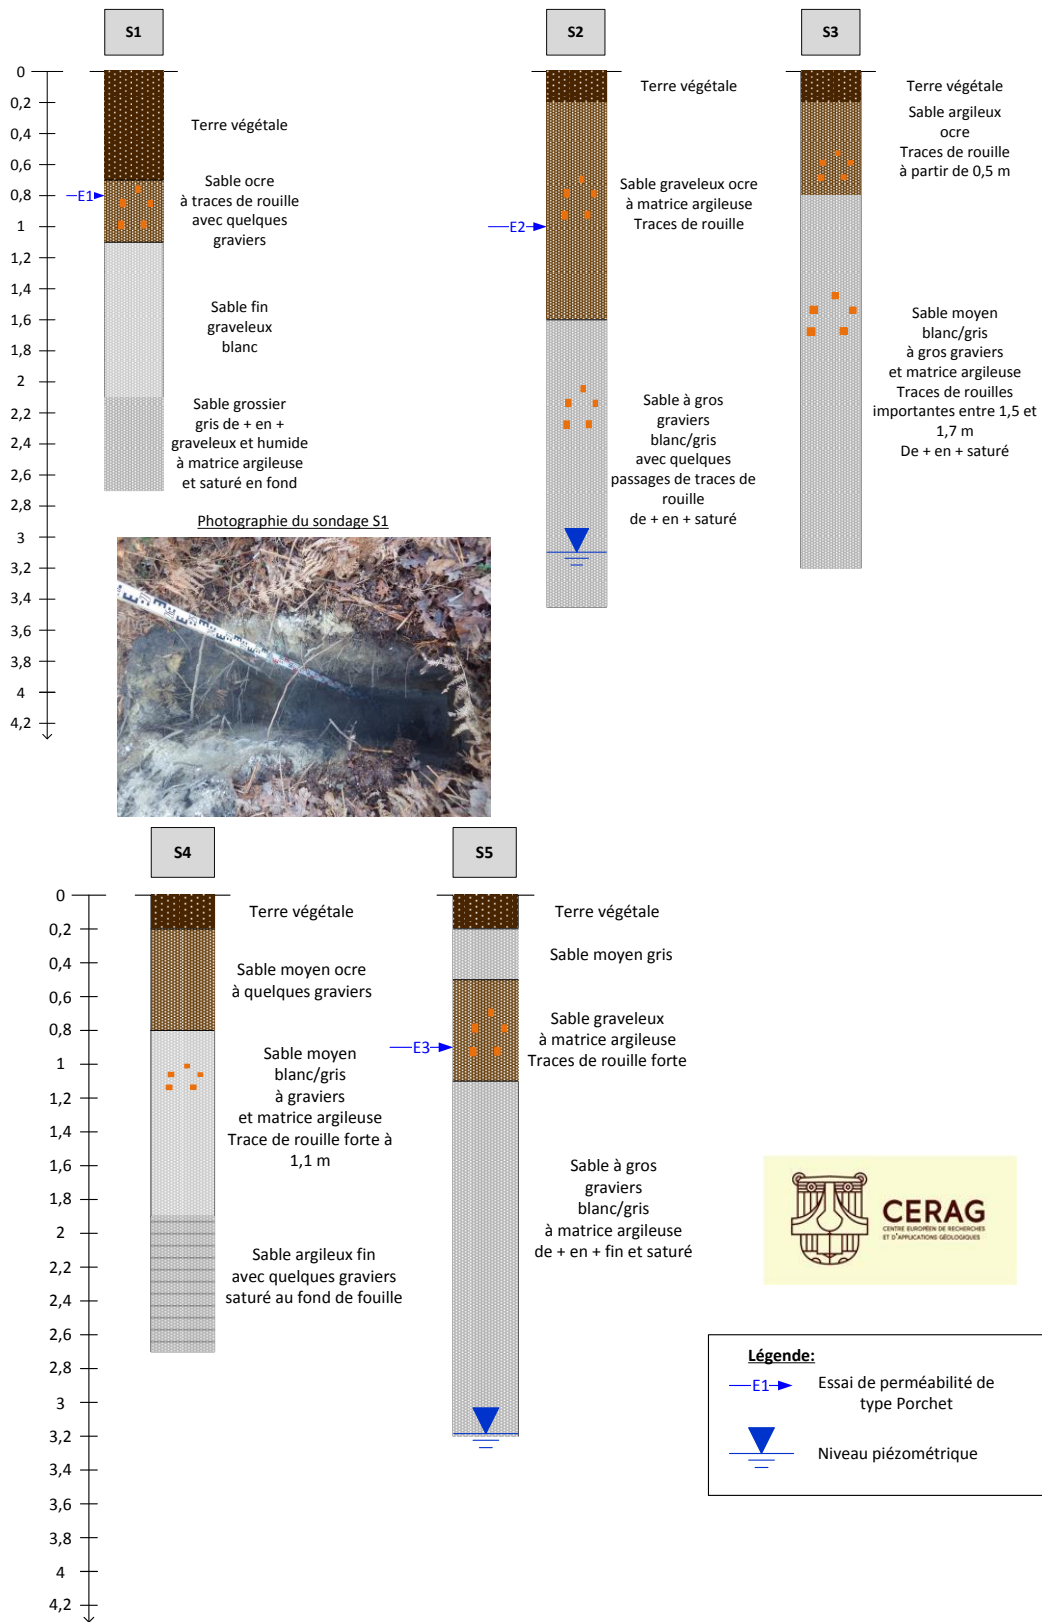 S1
S2
S3
0
0,2
0,4
0,6
0,8
1
1,2
1,4
1,6
1,8
2
2,2
2,4
2,6
2,8
3
3,2
3,4
3,6
3,8
4
4,2
Terre végétale
Sable ocre
à traces de rouille
avec quelques
graviers
E1
Sable fin
graveleux
blanc
Sable grossier
gris de + en +
graveleux et humide
à matrice argileuse
et saturé en fond
Terre végétale
Sable graveleux ocre
à matrice argileuse
Traces de rouille
E2
Sable à gros
graviers
blanc/gris
avec quelques
passages de traces de
rouille
de + en + saturé
Terre végétale
Sable argileux
ocre
Traces de rouille
à partir de 0,5 m
Sable moyen
blanc/gris
à gros graviers
et matrice argileuse
Traces de rouilles
importantes entre 1,5 et
1,7 m
De + en + saturé
Photographie du sondage S1
S4
S5
0
0,2
0,4
0,6
0,8
1
1,2
1,4
1,6
1,8
2
2,2
2,4
2,6
2,8
3
3,2
3,4
3,6
3,8
4
4,2
Terre végétale
Sable moyen ocre
à quelques graviers
Sable moyen
blanc/gris
à graviers
et matrice argileuse
Trace de rouille forte à
1,1 m
Sable argileux fin
avec quelques graviers
saturé au fond de fouille
Terre végétale
Sable moyen gris
Sable graveleux
à matrice argileuse
Traces de rouille forte
E3
Sable à gros
graviers
blanc/gris
à matrice argileuse
de + en + fin et saturé
CERAG
CENTRE EUROPÉEN DE RECHERCHES
ET D'APPLICATIONS GÉOLOGIQUES
Légende:
E1
Essai de perméabilité de
type Porchet
Niveau piézométrique